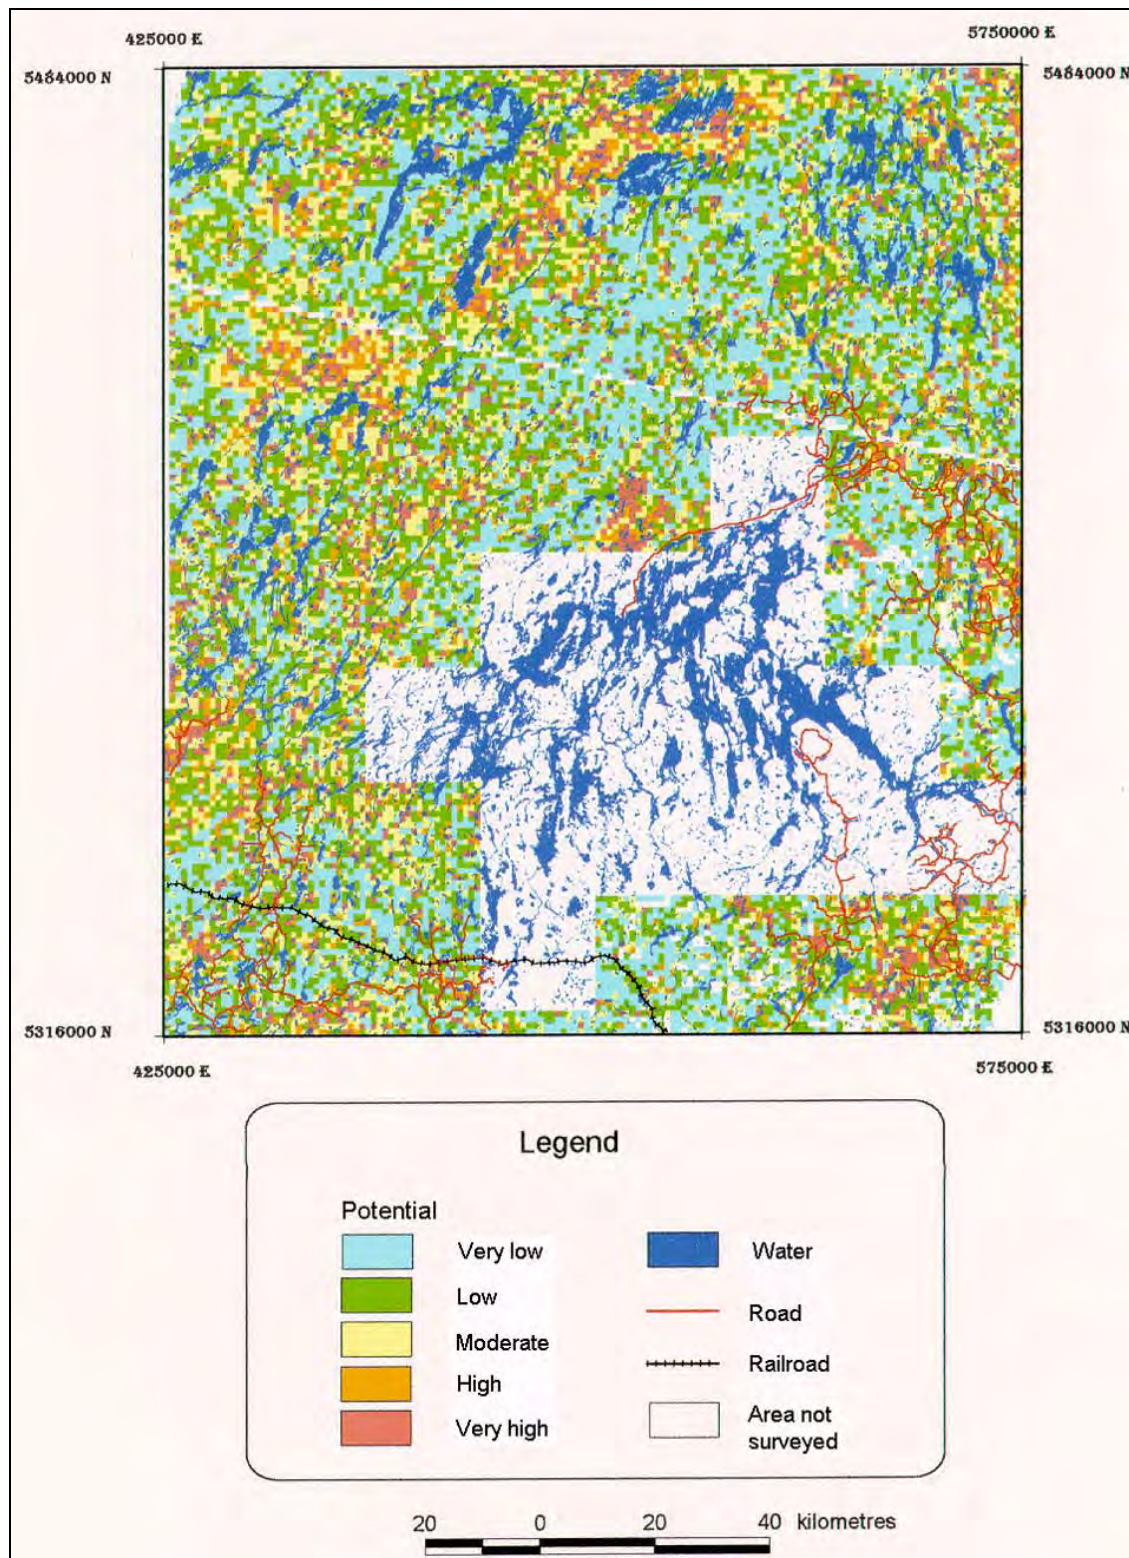 425000 E
5750000 E
5484000 N
5484000 N
5316000 N
5316000 N
425000 E
575000 E
Legend
Potential
Very low
Water
Low
Road
Moderate
Railroad
High
Area not
surveyed
Very high
20 0 20 40 kilometres